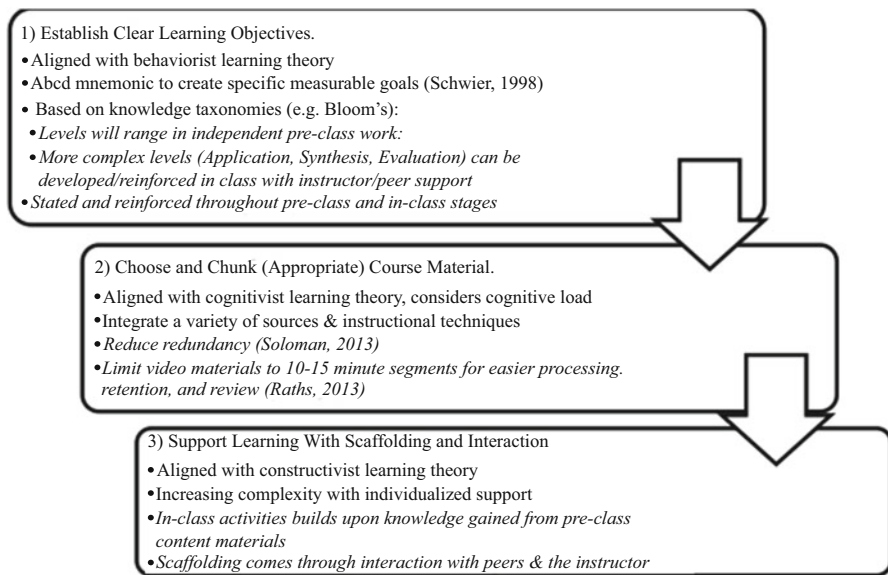 1) Establish Clear Learning Objectives.
•Aligned with behaviorist learning theory
•Abcd mnemonic to create specific measurable goals (Schwier, 1998)
• Based on knowledge taxonomies (e.g. Bloom's):
•Levels will range in independent pre-class work:
•More complex levels (Application, Synthesis, Evaluation) can be
developed/reinforced in class with instructor/peer support
•Stated and reinforced throughout pre-class and in-class stages
2) Choose and Chunk (Appropriate) Course Material.
•Aligned with cognitivist learning theory, considers cognitive load
•Integrate a variety of sources & instructional techniques
•Reduce redundancy (Soloman, 2013)
•Limit video materials to 10-15 minute segments for easier processing.
retention, and review (Raths, 2013)
3) Support Learning With Scaffolding and Interaction
•Aligned with constructivist learning theory
•Increasing complexity with individualized support
•In-class activities builds upon knowledge gained from pre-class
content materials
•Scaffolding comes through interaction with peers & the instructor